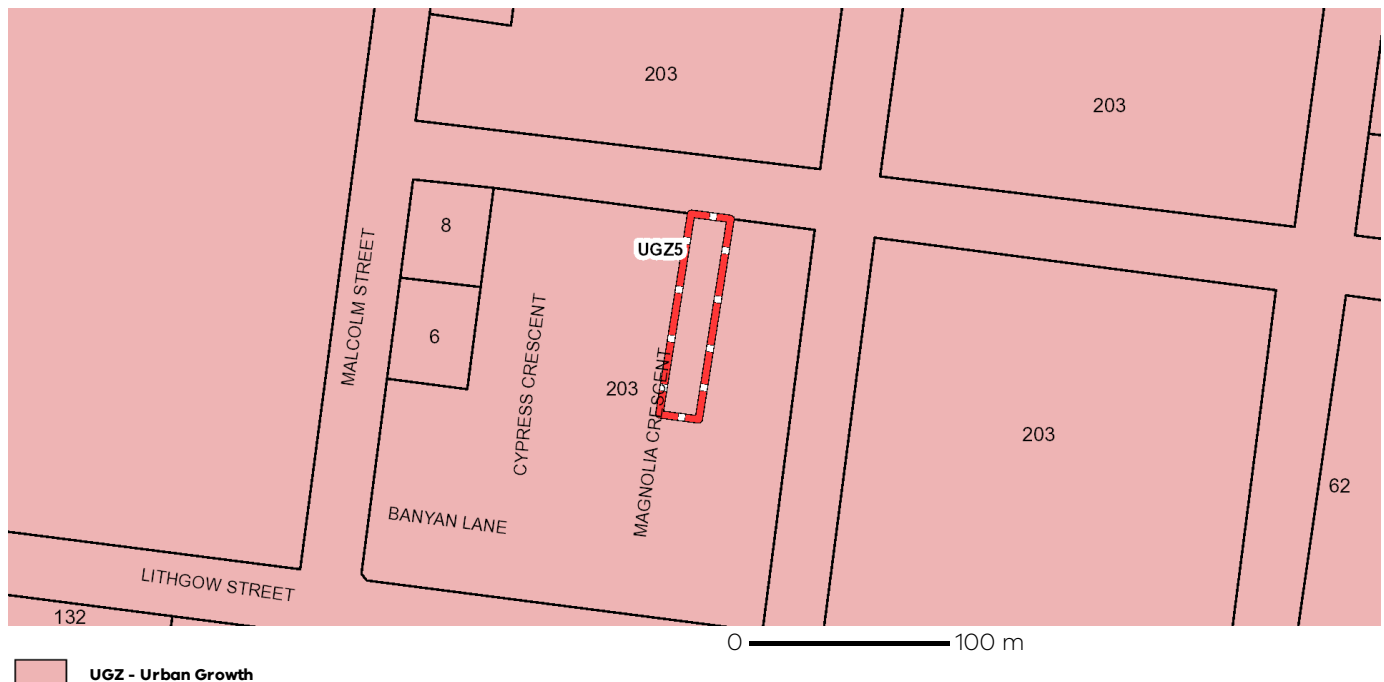 203
203
8
UGZ5
MALCOLM STREET
6
CYPRESS CRESCENT
203
MAGNOLIA CRESCENT
203
62
BANYAN LANE
LITHGOW STREET
132
0 100 m
UGZ - Urban Growth